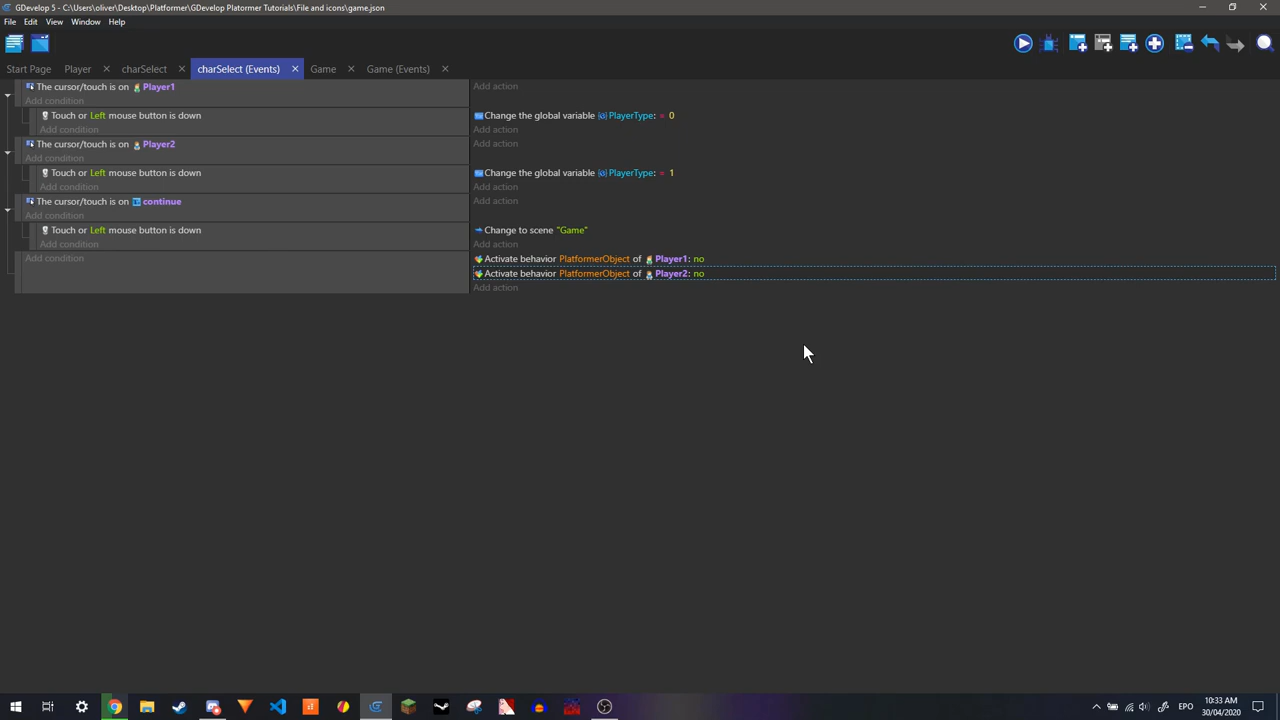 GDevelop 5 - C:\Users\oliver\Desktop\Platformer\GDevelop Platormer Tutorials\File and icons\game.json
File Edit View Window Help
Start Page Player × charSelect × charSelect (Events) × Game × Game (Events) ×
The cursor/touch is on Player1
Add action
Add condition
Touch or Left mouse button is down
Change the global variable PlayerType: = 0
Add condition
Add action
The cursor/touch is on Player2
Add action
Add condition
Touch or Left mouse button is down
Change the global variable PlayerType: = 1
Add condition
Add action
The cursor/touch is on continue
Add action
Add condition
Touch or Left mouse button is down
Change to scene "Game"
Add condition
Add action
Add condition
Activate behavior PlatformerObject of Player1: no
Activate behavior PlatformerObject of Player2: no
Add action
EPO
10:33 AM
30/04/2020